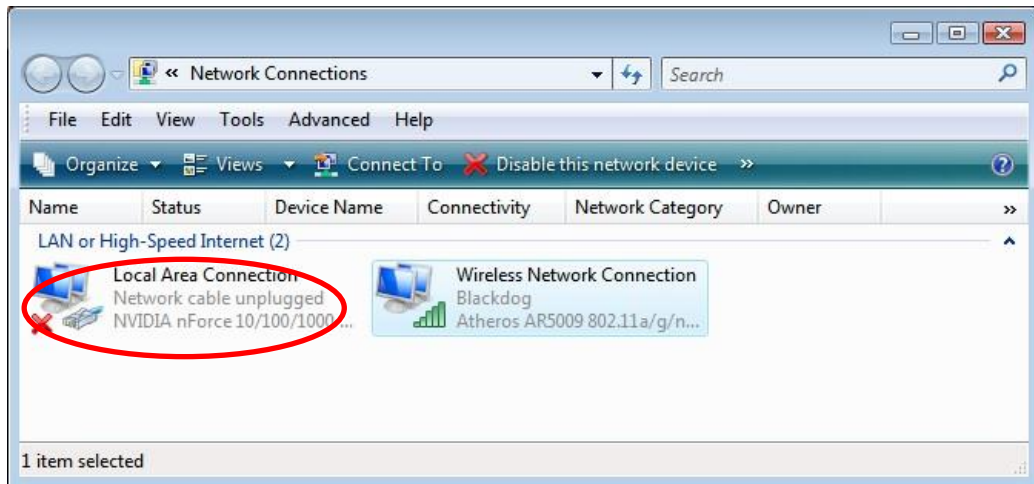 « Network Connections
Search
File Edit View Tools Advanced Help
Organize Views Connect To Disable this network device »
Name Status Device Name Connectivity Network Category Owner »
LAN or High-Speed Internet (2)
Local Area Connection
Network cable unplugged
NVIDIA nForce 10/100/1000 ...
Wireless Network Connection
Blackdog
Atheros AR5009 802.11a/g/n...
1 item selected